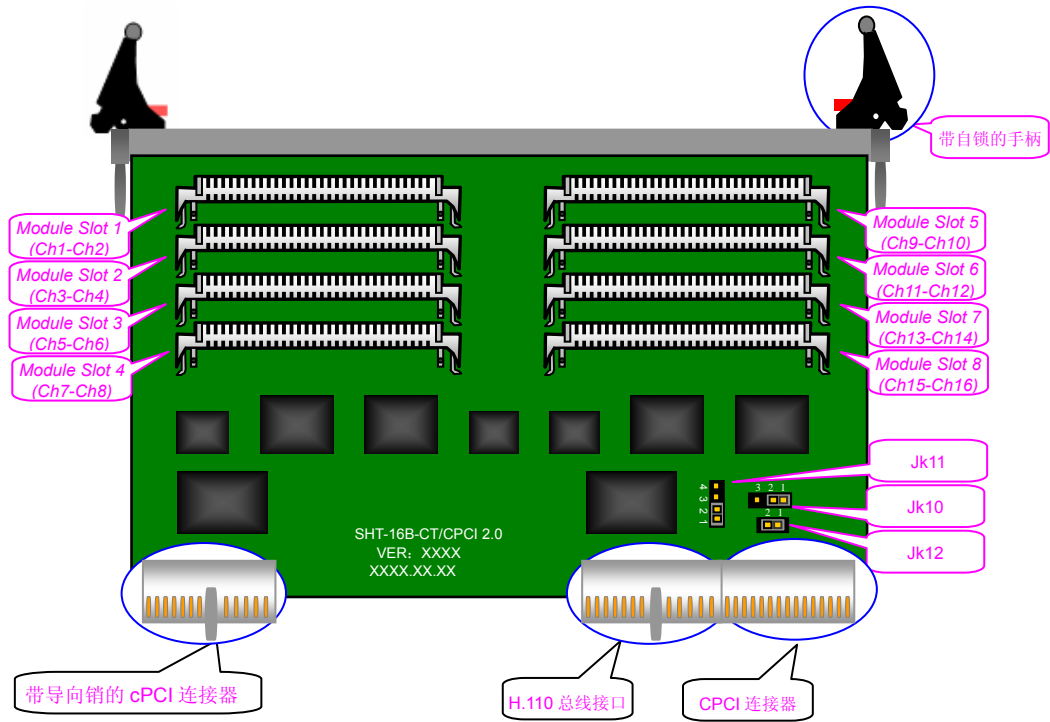 带自锁的手柄
Module Slot 1
(Ch1-Ch2)
Module Slot 2
(Ch3-Ch4)
Module Slot 3
(Ch5-Ch6)
Module Slot 4
(Ch7-Ch8)
Module Slot 5
(Ch9-Ch10)
Module Slot 6
(Ch11-Ch12)
Module Slot 7
(Ch13-Ch14)
Module Slot 8
(Ch15-Ch16)
Jk11
4 3 2 1
3 2 1
Jk10
2 1
Jk12
SHT-16B-CT/CPCI 2.0
VER：XXXX
XXXX.XX.XX
带导向销的 cPCI 连接器
H.110 总线接口
CPCI 连接器